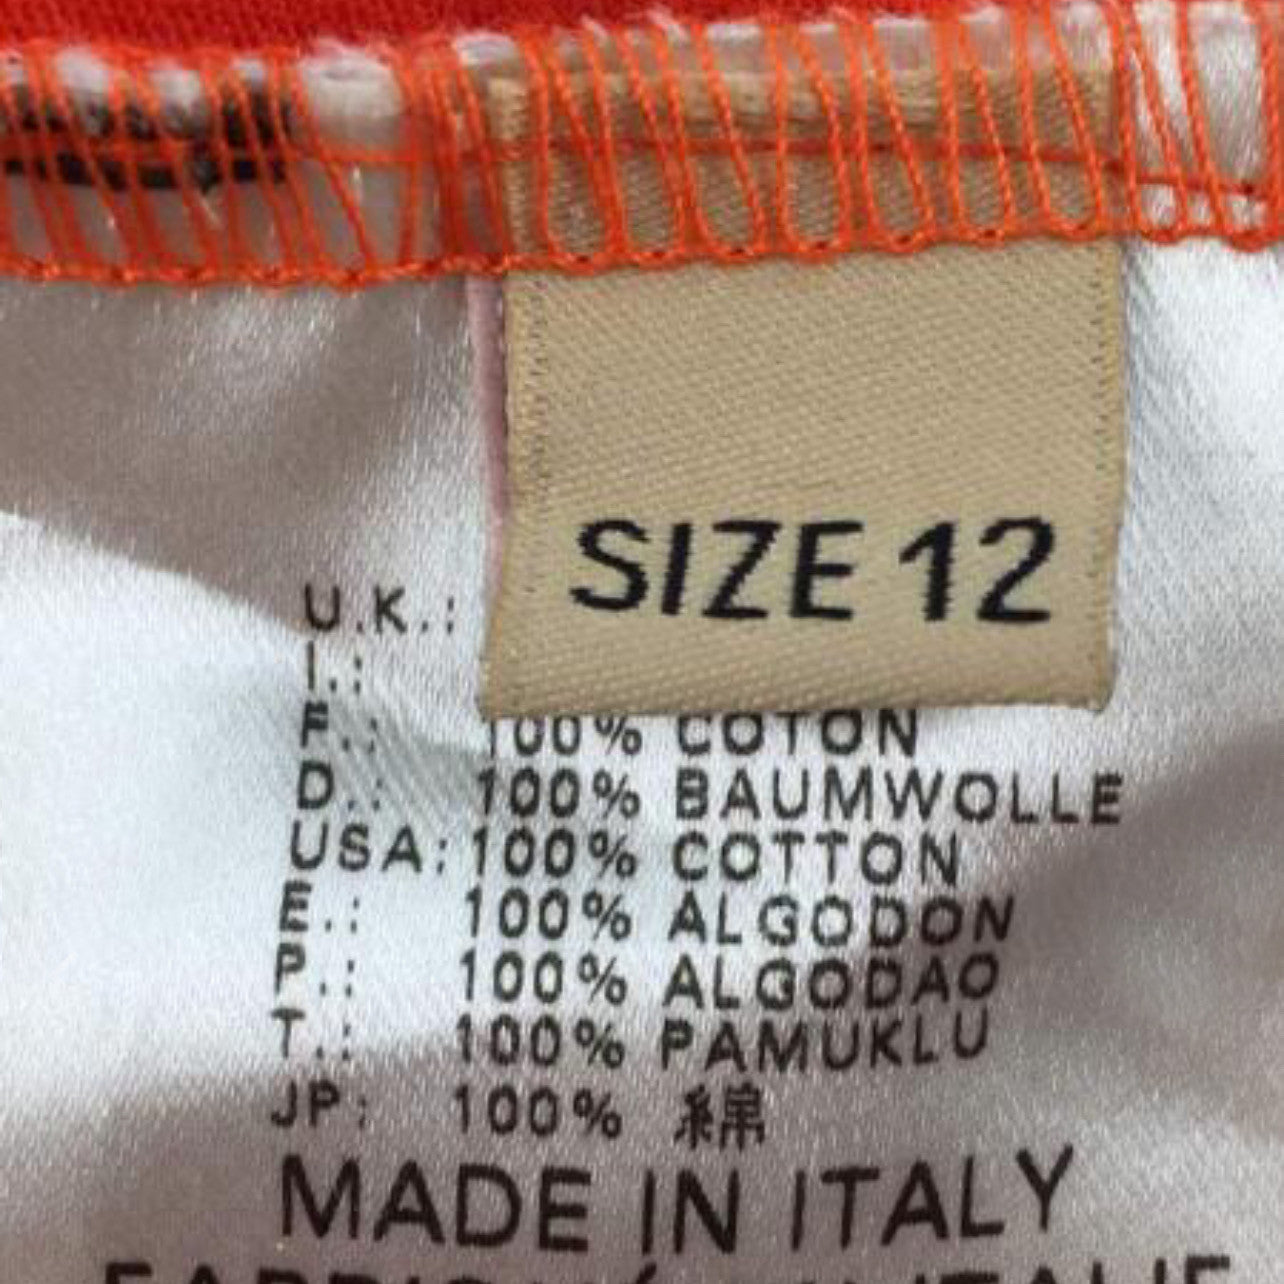 SIZE 12
U.K.:
I.:
F.: 100% COTON
D.: 100% BAUMWOLLE
USA: 100% COTTON
E.: 100% ALGODON
P.: 100% ALGODAO
T.: 100% PAMUKLU
JP: 100% 綿
MADE IN ITALY